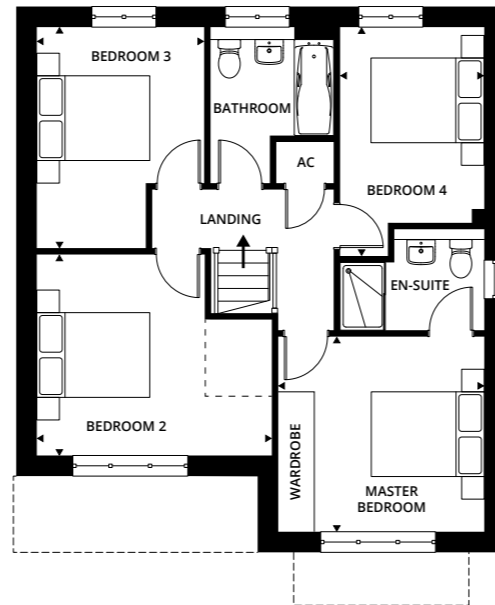 BEDROOM 3
BATHROOM
AC
BEDROOM 4
LANDING
EN-SUITE
BEDROOM 2
WARDROBE
MASTER
BEDROOM